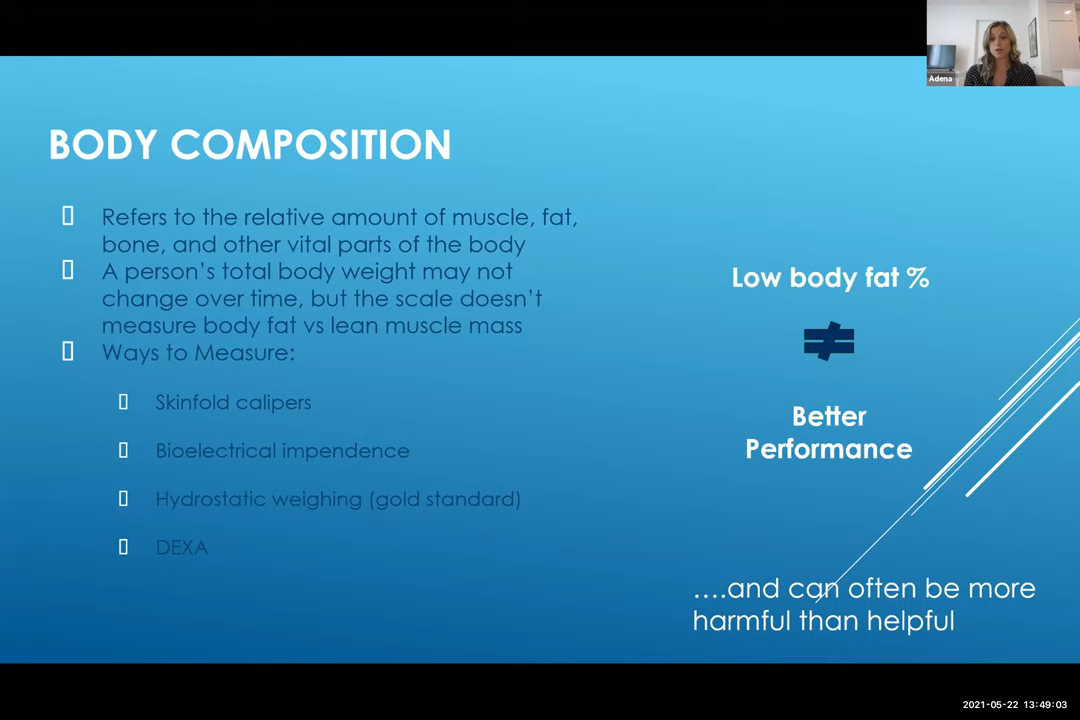 Adena
BODY COMPOSITION
Refers to the relative amount of muscle, fat,
bone, and other vital parts of the body
A person's total body weight may not
change over time, but the scale doesn't
measure body fat vs lean muscle mass
Ways to Measure:
Skinfold calipers
Bioelectrical impendence
Hydrostatic weighing (gold standard)
DEXA
Low body fat %
≠
Better
Performance
....and can often be more
harmful than helpful
2021-05-22 13:49:03